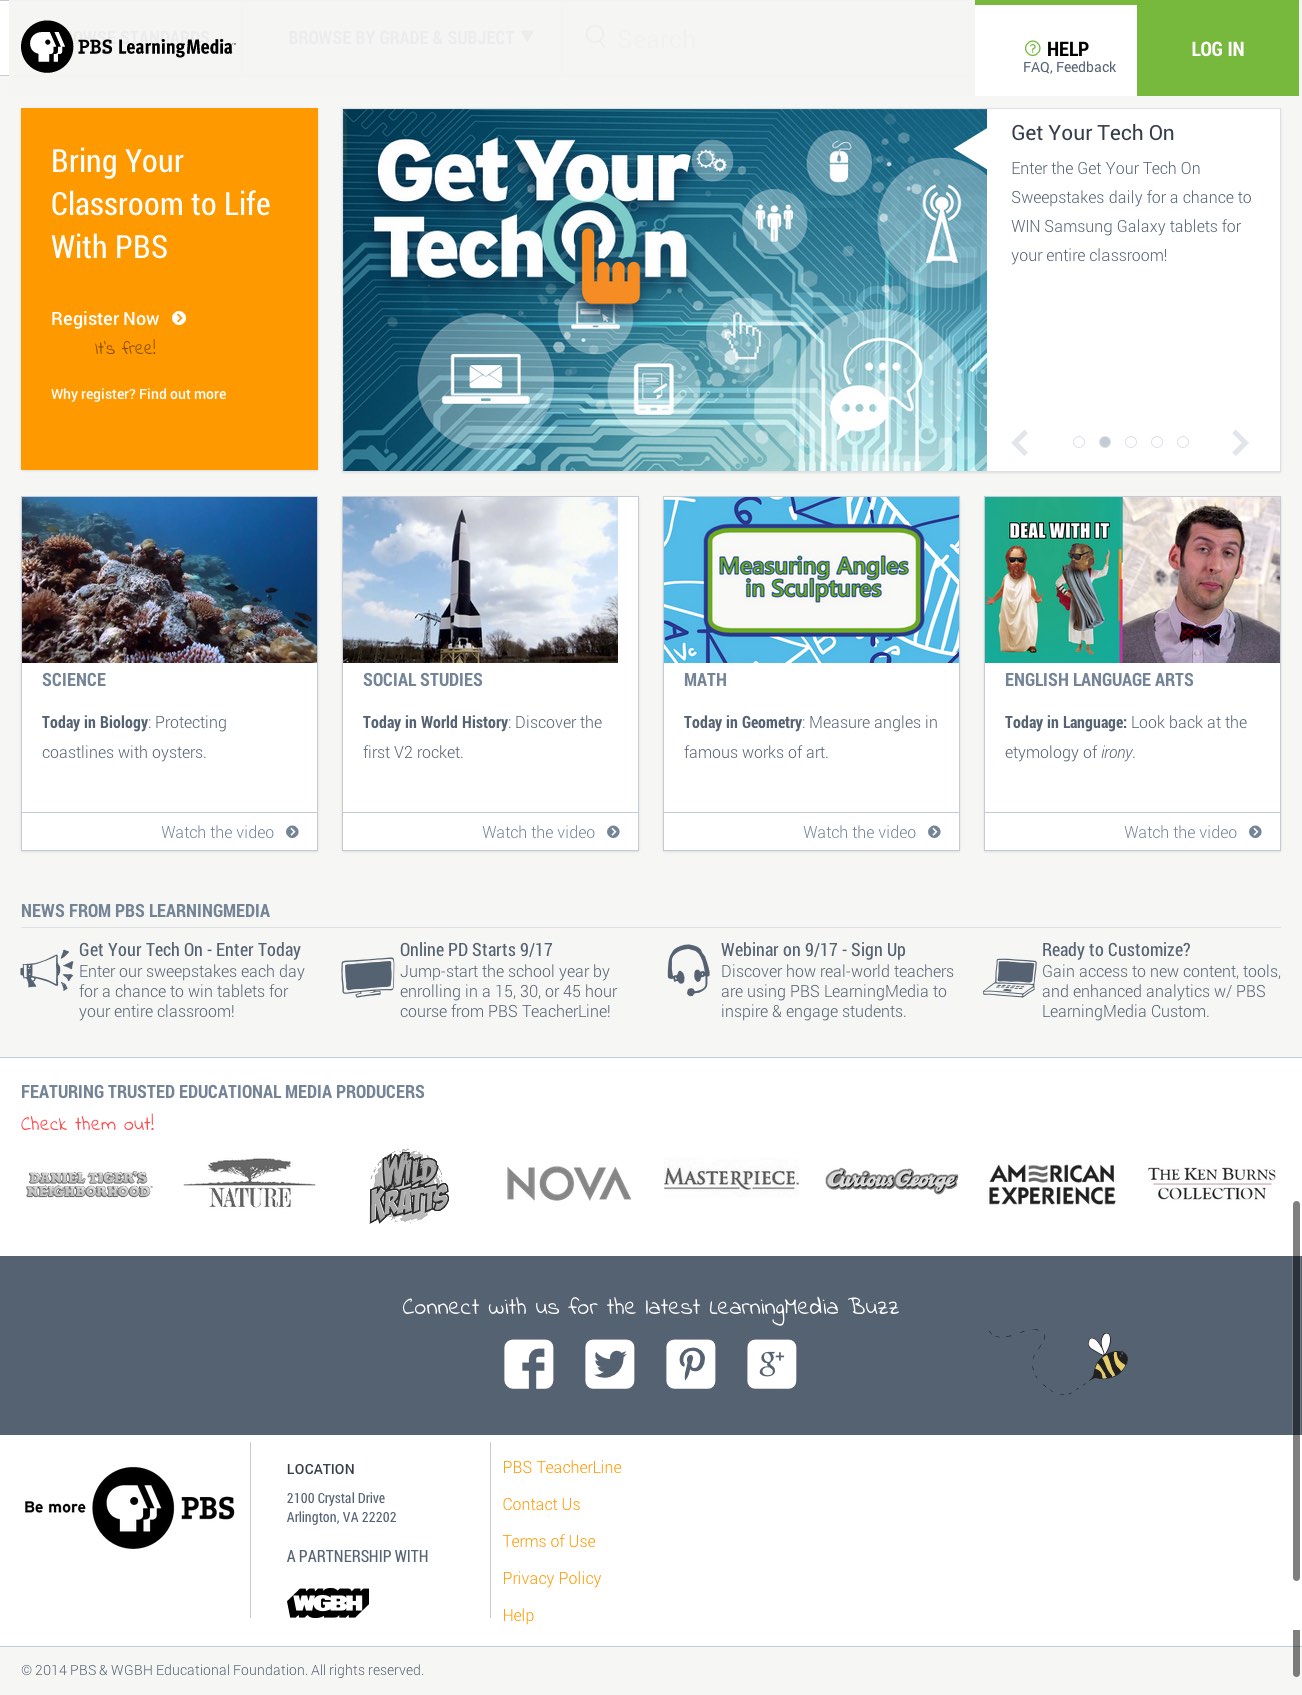 PBS LearningMedia
BROWSE STANDARDS
BROWSE BY GRADE & SUBJECT ▼
Search
HELP
FAQ, Feedback
LOG IN
Bring Your
Classroom to Life
With PBS
Register Now
It's free!
Why register? Find out more
Get Your
Tech On
Get Your Tech On
Enter the Get Your Tech On
Sweepstakes daily for a chance to
WIN Samsung Galaxy tablets for
your entire classroom!
Measuring Angles
in Sculptures
DEAL WITH IT
SCIENCE
Today in Biology: Protecting
coastlines with oysters.
Watch the video
SOCIAL STUDIES
Today in World History: Discover the
first V2 rocket.
Watch the video
MATH
Today in Geometry: Measure angles in
famous works of art.
Watch the video
ENGLISH LANGUAGE ARTS
Today in Language: Look back at the
etymology of irony.
Watch the video
NEWS FROM PBS LEARNINGMEDIA
Get Your Tech On - Enter Today
Enter our sweepstakes each day
for a chance to win tablets for
your entire classroom!
Online PD Starts 9/17
Jump-start the school year by
enrolling in a 15, 30, or 45 hour
course from PBS TeacherLine!
Webinar on 9/17 - Sign Up
Discover how real-world teachers
are using PBS LearningMedia to
inspire & engage students.
Ready to Customize?
Gain access to new content, tools,
and enhanced analytics w/ PBS
LearningMedia Custom.
FEATURING TRUSTED EDUCATIONAL MEDIA PRODUCERS
Check them out!
DANIEL TIGER'S
NEIGHBORHOOD
NATURE
WILD
KRATTS
NOVA
MASTERPIECE.
Curious George
AMERICAN
EXPERIENCE
THE KEN BURNS
COLLECTION
Connect with us for the latest LearningMedia Buzz
g+
Be more PBS
LOCATION
2100 Crystal Drive
Arlington, VA 22202
A PARTNERSHIP WITH
WGBH
PBS TeacherLine
Contact Us
Terms of Use
Privacy Policy
Help
© 2014 PBS & WGBH Educational Foundation. All rights reserved.